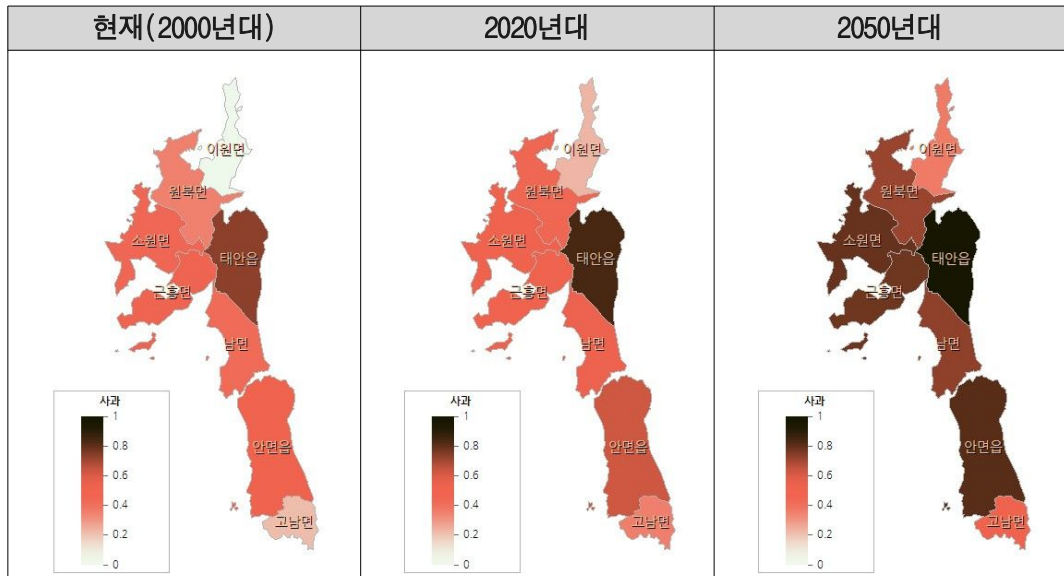 현재(2000년대)
2020년대
2050년대
이원면
원북면
소원면
태안읍
근흥면
남면
안면읍
고남면
사과
1
0.8
0.6
0.4
0.2
0
이원면
원북면
소원면
태안읍
근흥면
남면
안면읍
고남면
사과
1
0.8
0.6
0.4
0.2
0
이원면
원북면
소원면
태안읍
근흥면
남면
안면읍
고남면
사과
1
0.8
0.6
0.4
0.2
0